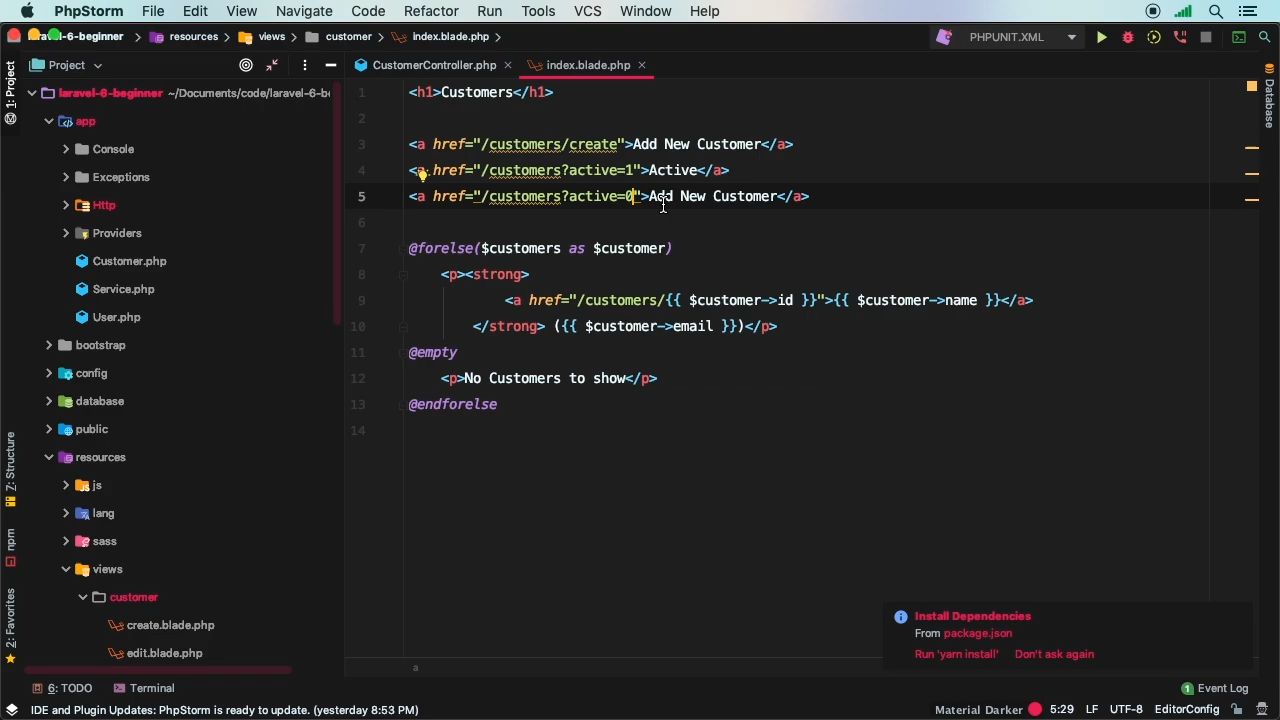 PhpStorm File Edit View Navigate Code Refactor Run Tools VCS Window Help
laravel-6-beginner resources views customer index.blade.php PHPUNIT.XML
1: Project
Project
CustomerController.php index.blade.php
Database
laravel-6-beginner ~/Documents/code/laravel-6-b
app
Console
Exceptions
Http
Providers
Customer.php
Service.php
User.php
bootstrap
config
database
public
resources
js
lang
sass
views
customer
create.blade.php
edit.blade.php
7: Structure
npm
2: Favorites
1 <h1>Customers</h1>
2
3 <a href="/customers/create">Add New Customer</a>
4 <a href="/customers?active=1">Active</a>
5 <a href="/customers?active=0">Add New Customer</a>
6
7 @forelse($customers as $customer)
8 <p><strong>
9 <a href="/customers/{{ $customer->id }}">{{ $customer->name }}</a>
10 </strong> ({{ $customer->email }})</p>
11 @empty
12 <p>No Customers to show</p>
13 @endforelse
14
Install Dependencies
From package.json
Run 'yarn install' Don't ask again
a
6: TODO Terminal 1 Event Log
IDE and Plugin Updates: PhpStorm is ready to update. (yesterday 8:53 PM) Material Darker 5:29 LF UTF-8 EditorConfig